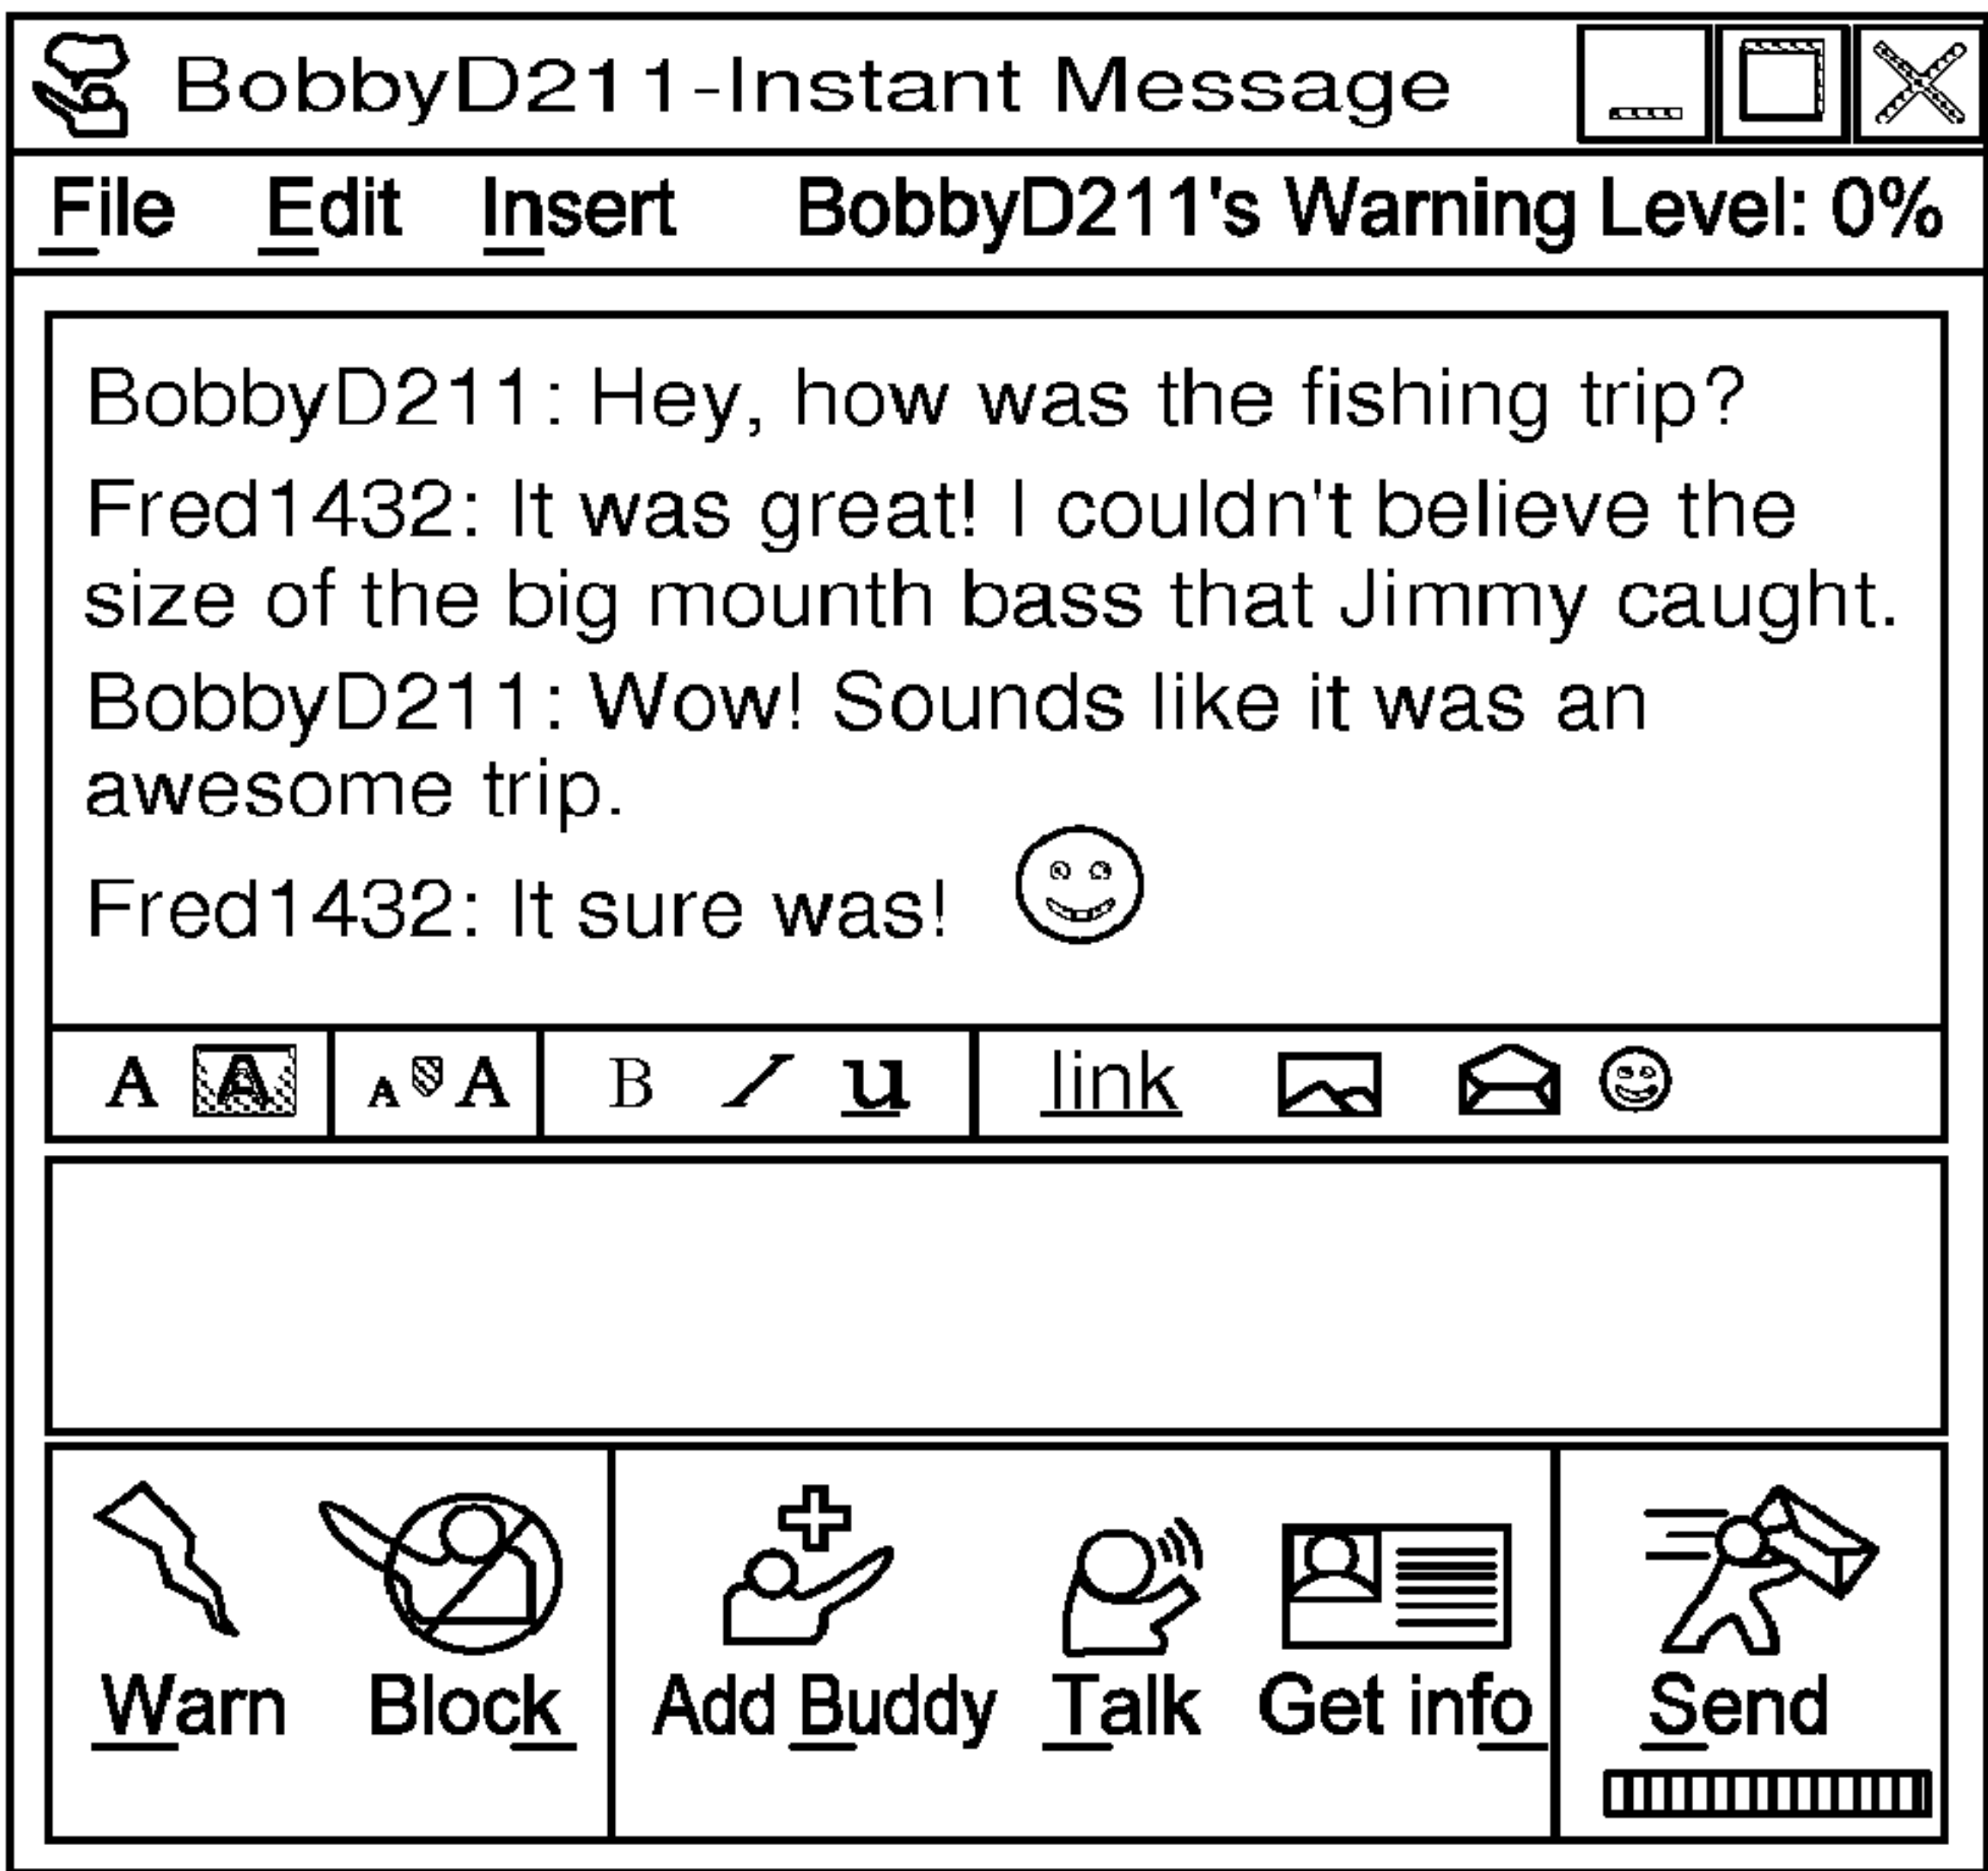 BobbyD211-Instant Message
File Edit Insert BobbyD211's Warning Level: 0%
BobbyD211: Hey, how was the fishing trip?
Fred1432: It was great! I couldn't believe the
size of the big mounth bass that Jimmy caught.
BobbyD211: Wow! Sounds like it was an
awesome trip.
Fred1432: It sure was!
A A A A B I u link
Warn Block Add Buddy Talk Get info Send